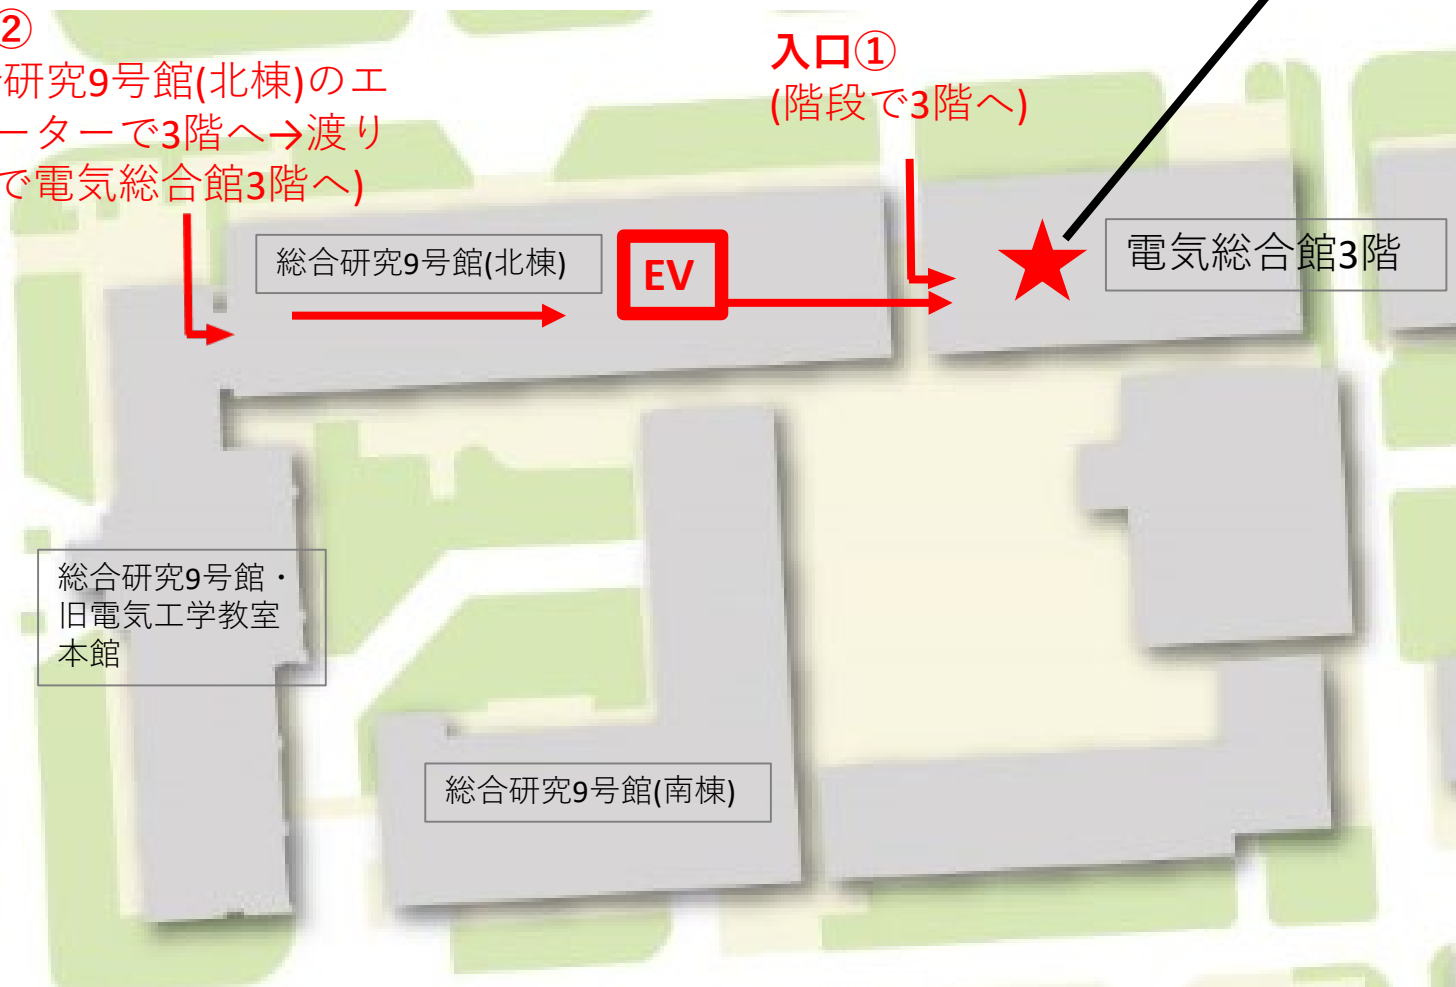 ②
研究9号館(北棟)のエ
ーターで3階へ→渡り
で電気総合館3階へ)
入口①
(階段で3階へ)
総合研究9号館(北棟)
EV
電気総合館3階
総合研究9号館・
旧電気工学教室
本館
総合研究9号館(南棟)